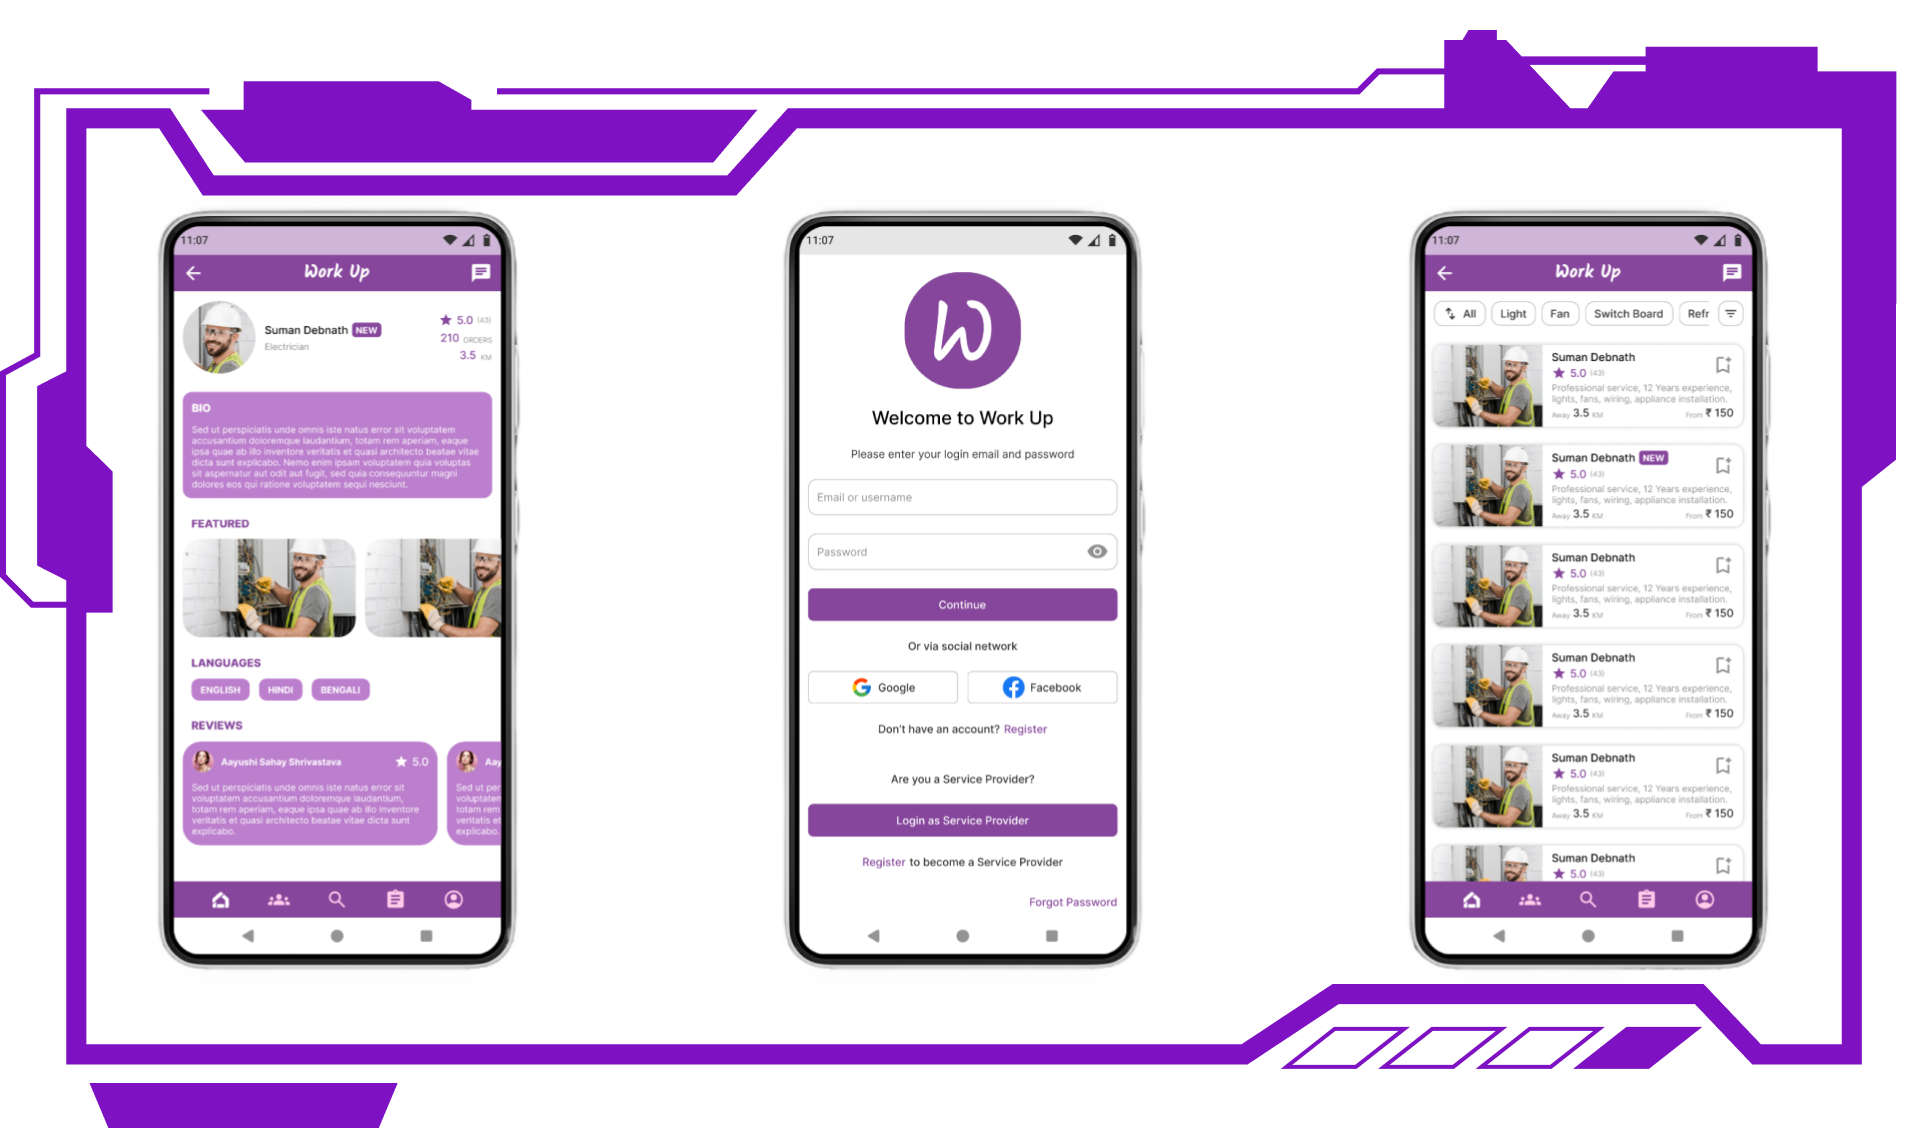 11:07
Work Up
Suman Debnath NEW
Electrician
5.0 (43)
210 ORDERS
3.5 KM
BIO
Sed ut perspiciatis unde omnis iste natus error sit voluptatem
accusantium doloremque laudantium, totam rem aperiam, eaque
ipsa quae ab illo inventore veritatis et quasi architecto beatae vitae
dicta sunt explicabo. Nemo enim ipsam voluptatem quia voluptas
sit aspernatur aut odit aut fugit, sed quia consequuntur magni
dolores eos qui ratione voluptatem sequi nesciunt.
FEATURED
LANGUAGES
ENGLISH HINDI BENGALI
REVIEWS
Aayushi Sahay Shrivastava 5.0
Sed ut perspiciatis unde omnis iste natus error sit
voluptatem accusantium doloremque laudantium,
totam rem aperiam, eaque ipsa quae ab illo inventore
veritatis et quasi architecto beatae vitae dicta sunt
explicabo.
Aay
Sed ut per
voluptaten
totam rem
veritatis et
explicabo.
11:07
W
Welcome to Work Up
Please enter your login email and password
Email or username
Password
Continue
Or via social network
Google Facebook
Don't have an account? Register
Are you a Service Provider?
Login as Service Provider
Register to become a Service Provider
Forgot Password
11:07
Work Up
All Light Fan Switch Board Refr
Suman Debnath
5.0 (43)
Professional service, 12 Years experience,
lights, fans, wiring, appliance installation.
Away 3.5 KM From ₹ 150
Suman Debnath NEW
5.0 (43)
Professional service, 12 Years experience,
lights, fans, wiring, appliance installation.
Away 3.5 KM From ₹ 150
Suman Debnath
5.0 (43)
Professional service, 12 Years experience,
lights, fans, wiring, appliance installation.
Away 3.5 KM From ₹ 150
Suman Debnath
5.0 (43)
Professional service, 12 Years experience,
lights, fans, wiring, appliance installation.
Away 3.5 KM From ₹ 150
Suman Debnath
5.0 (43)
Professional service, 12 Years experience,
lights, fans, wiring, appliance installation.
Away 3.5 KM From ₹ 150
Suman Debnath
5.0 (43)